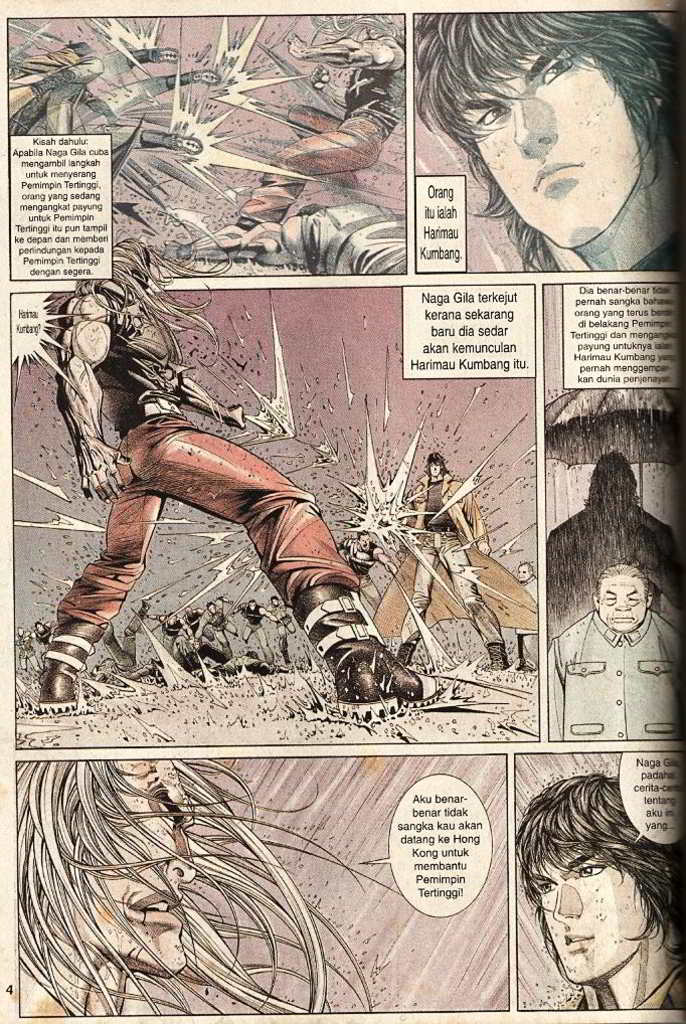 Kisah dahulu:
Apabila Naga Gila cuba
mengambil langkah
untuk menyerang
Pemimpin Tertinggi,
orang yang sedang
mengangkat payung
untuk Pemimpin
Tertinggi itu pun tampil
ke depan dan memberi
perlindungan kepada
Pemimpin Tertinggi
dengan segera.
Orang
itu ialah
Harimau
Kumbang.
Harimau
Kumbang?
Naga Gila terkejut
kerana sekarang
baru dia sedar
akan kemunculan
Harimau Kumbang itu.
Dia benar-benar tidak
pernah sangka bahawa
orang yang terus
di belakang Pemimpin
Tertinggi dan
payung untuknya ialah
Harimau Kumbang yang
pernah menggempar-
kan dunia penjenayah
Aku benar-
benar tidak
sangka kau akan
datang ke Hong
Kong untuk
membantu
Pemimpin
Tertinggi!
Naga Gila,
padahal
tentang
aku ini,
yang...
4